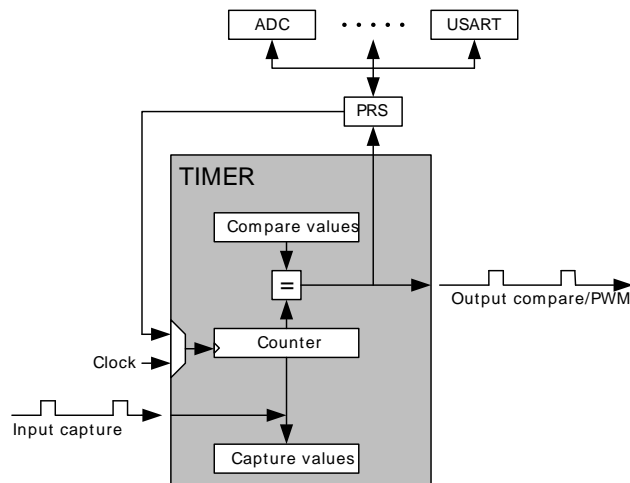 ADC
USART
PRS
TIMER
Compare values
=
Output compare/PWM
Counter
Clock
Input capture
Capture values